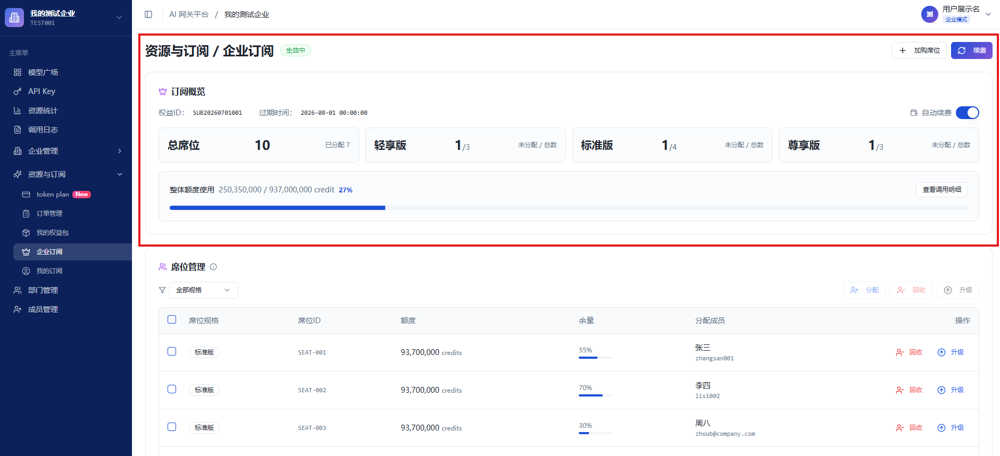 我的测试企业
TEST001
主菜单
模型广场
API Key
资源统计
调用日志
企业管理
资源与订阅
token plan New
订单管理
我的权益包
企业订阅
我的订阅
部门管理
成员管理
AI 网关平台 / 我的测试企业
测 用户展示名
企业模式
资源与订阅 / 企业订阅 生效中
加购席位 续费
订阅概览
权益ID： SUB20260701001 过期时间： 2026-08-01 00:00:00 自动续费
总席位 10 已分配 7
轻享版 1/3 未分配 / 总数
标准版 1/4 未分配 / 总数
尊享版 1/3 未分配 / 总数
整体额度使用 250,350,000 / 937,000,000 credit 27% 查看调用明细
席位管理
全部规格 分配 回收 升级
席位规格 席位ID 额度 余量 分配成员 操作
标准版 SEAT-001 93,700,000 credits 55% 张三 回收 升级
zhangsan001
标准版 SEAT-002 93,700,000 credits 70% 李四 回收 升级
lisi002
标准版 SEAT-003 93,700,000 credits 30% 周八 回收 升级
zhoub@company.com